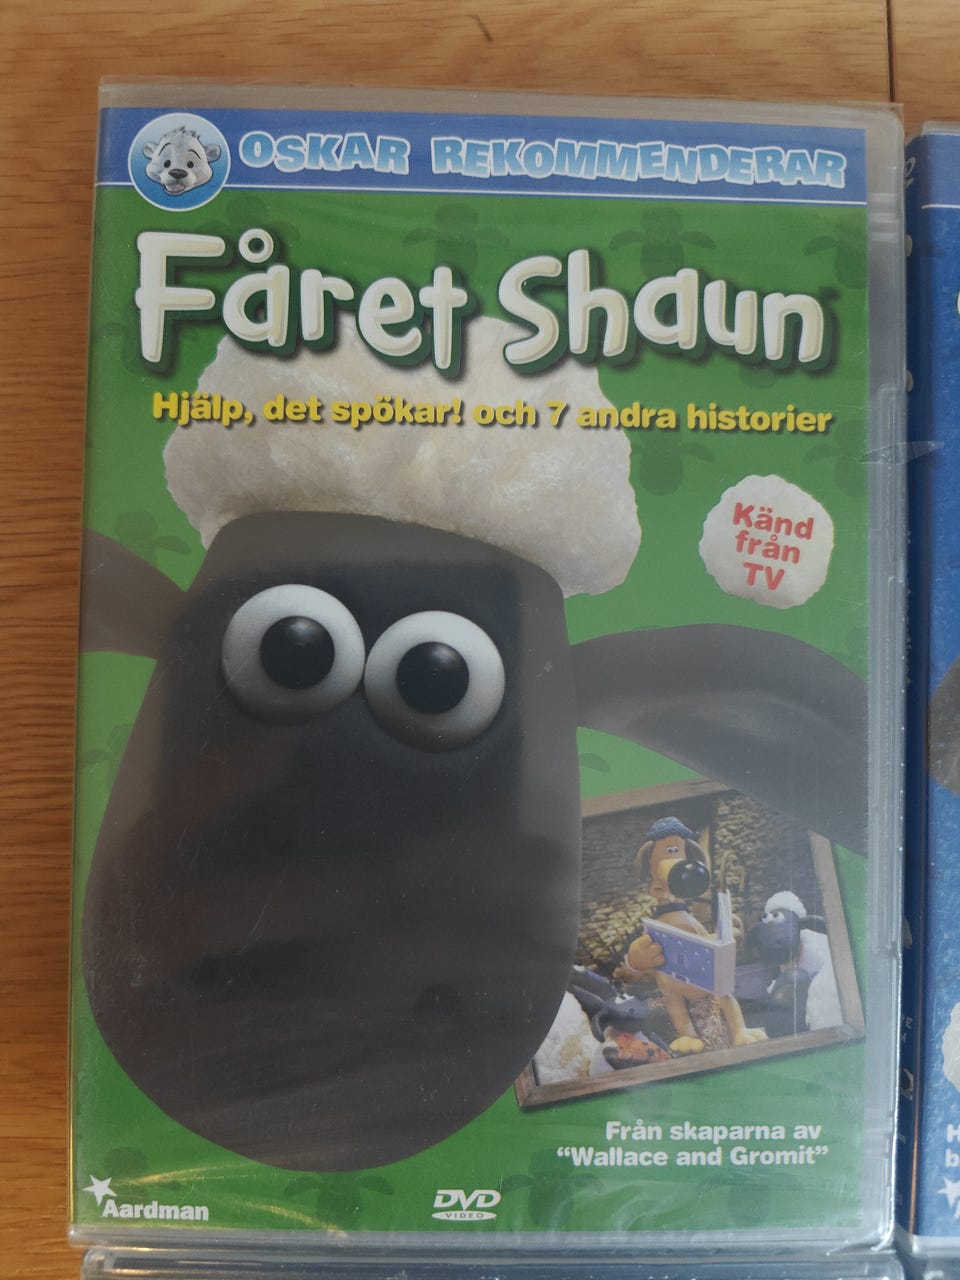 OSKAR REKOMMENDERAR
Fåret Shaun
Hjälp, det spökar! och 7 andra historier
Känd
från
TV
Från skaparna av
“Wallace and Gromit”
Aardman
DVD
VIDEO